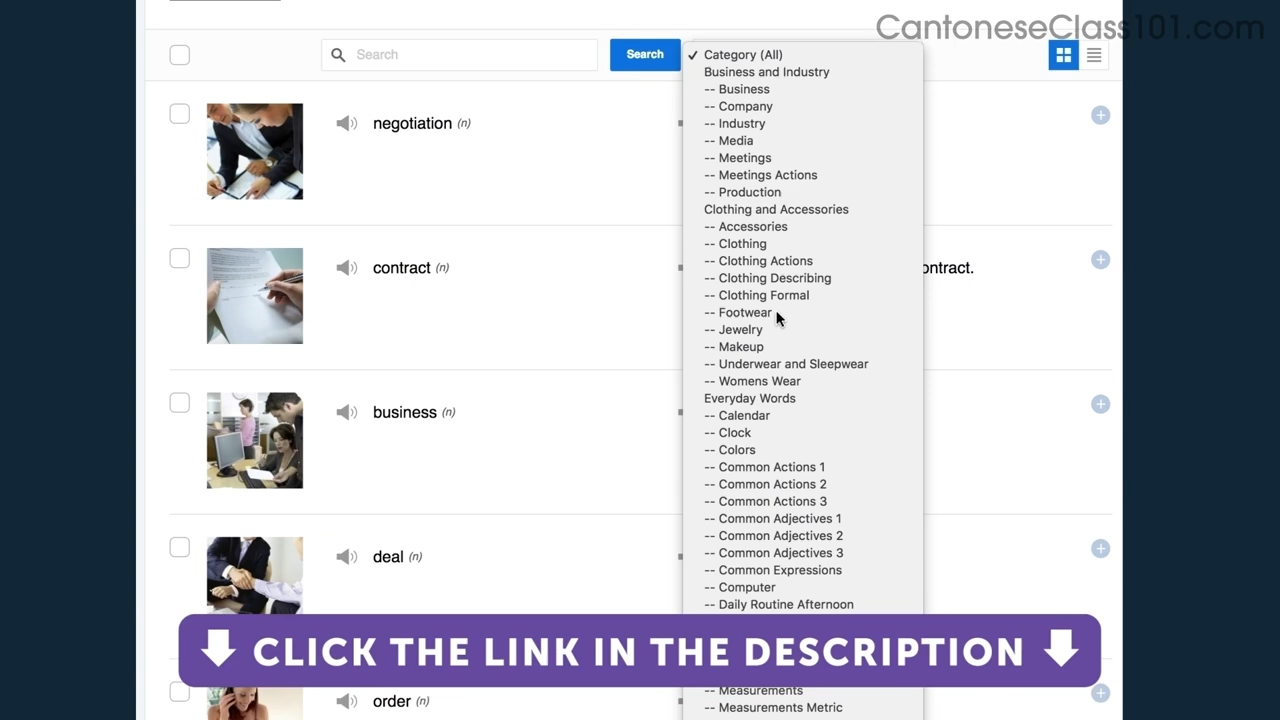 CantoneseClass101.com
Search
Search
Category (All)
Business and Industry
-- Business
-- Company
-- Industry
-- Media
-- Meetings
-- Meetings Actions
-- Production
Clothing and Accessories
-- Accessories
-- Clothing
-- Clothing Actions
-- Clothing Describing
-- Clothing Formal
-- Footwear
-- Jewelry
-- Makeup
-- Underwear and Sleepwear
-- Womens Wear
Everyday Words
-- Calendar
-- Clock
-- Colors
-- Common Actions 1
-- Common Actions 2
-- Common Actions 3
-- Common Adjectives 1
-- Common Adjectives 2
-- Common Adjectives 3
-- Common Expressions
-- Computer
-- Daily Routine Afternoon
-- Measurements
-- Measurements Metric
negotiation (n)
contract (n)
ontract.
business (n)
deal (n)
CLICK THE LINK IN THE DESCRIPTION
order (n)